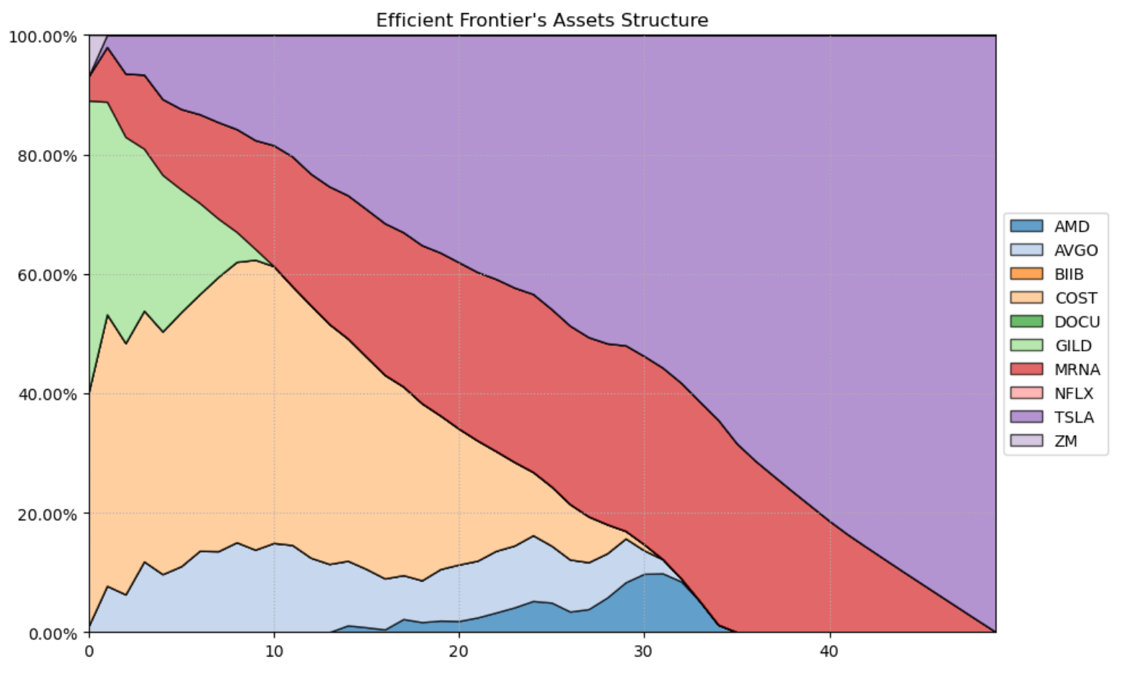 Efficient Frontier's Assets Structure
100.00%
80.00%
60.00%
40.00%
20.00%
0.00%
0 10 20 30 40
AMD
AVGO
BIIB
COST
DOCU
GILD
MRNA
NFLX
TSLA
ZM